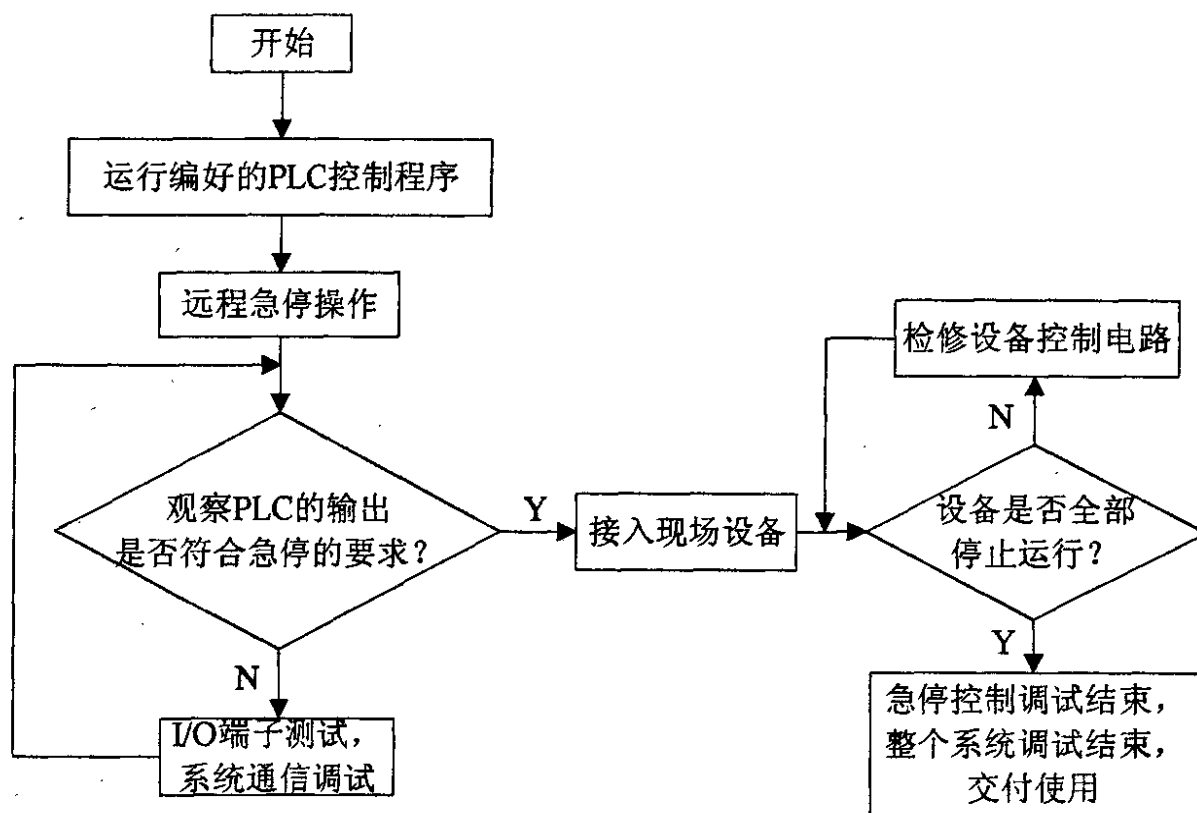 开始
运行编好的PLC控制程序
远程急停操作
观察PLC的输出
是否符合急停的要求？
Y
N
I/O端子测试，
系统通信调试
接入现场设备
检修设备控制电路
N
设备是否全部
停止运行？
Y
急停控制调试结束，
整个系统调试结束，
交付使用